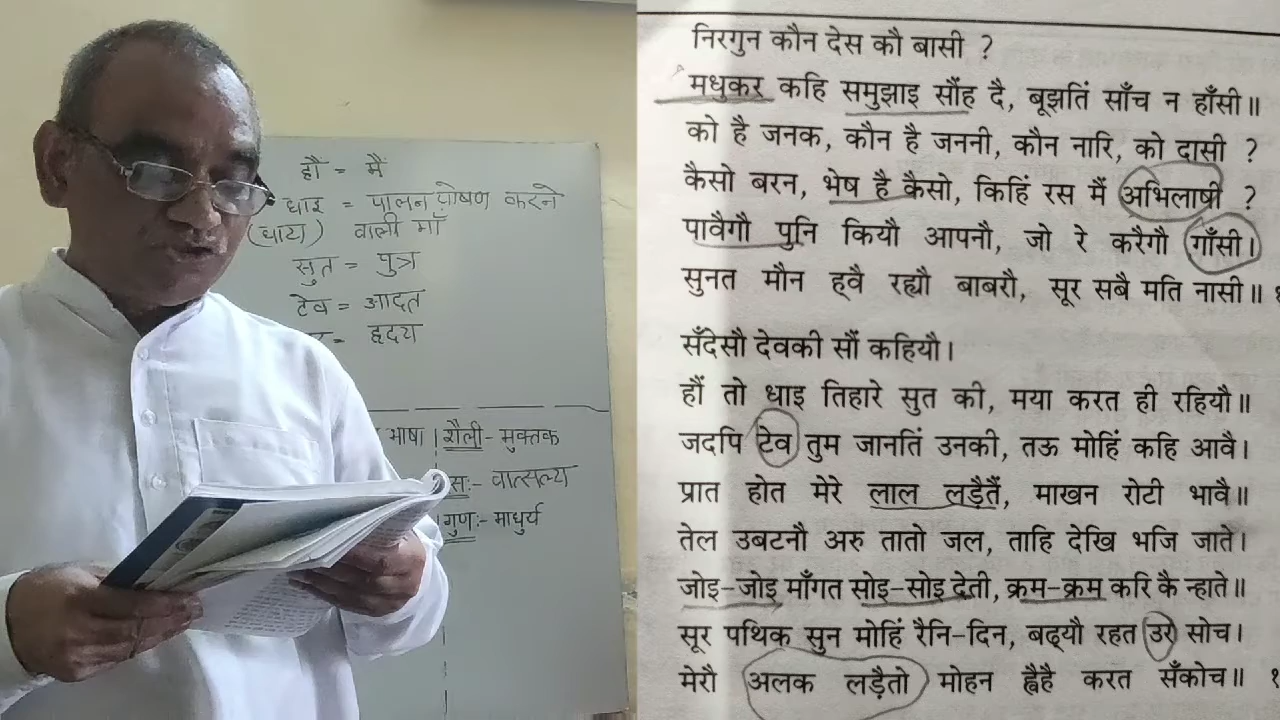 हौं = मैं
धाइ = पालन पोषण करने
(धाय) वाली माँ
सुत = पुत्र
टेव = आदत
= हृदय
भाषा शैली- मुक्तक
सः- वात्सल्य
गुणः- माधुर्य
निरगुन कौन देस कौ बासी ?
मधुकर कहि समुझाइ सौंह दै, बूझतिं साँच न हाँसी॥
को है जनक, कौन है जननी, कौन नारि, को दासी ?
कैसो बरन, भेष है कैसो, किहिं रस मैं अभिलाषी ?
पावैगौ पुनि कियौ आपनौ, जो रे करैगौ गाँसी।
सुनत मौन ह्वै रह्यौ बाबरौ, सूर सबै मति नासी॥
सँदेसौ देवकी सौं कहियौ।
हौं तो धाइ तिहारे सुत की, मया करत ही रहियौ॥
जदपि टेव तुम जानतिं उनकी, तऊ मोहिं कहि आवै।
प्रात होत मेरे लाल लड़ैतैं, माखन रोटी भावै॥
तेल उबटनौ अरु तातो जल, ताहि देखि भजि जाते।
जोइ-जोइ माँगत सोइ-सोइ देती, क्रम-क्रम करि कै न्हाते॥
सूर पथिक सुन मोहिं रैनि-दिन, बढ्यौ रहत उर सोच।
मेरौ अलक लड़ैतो मोहन ह्वैहै करत सँकोच॥